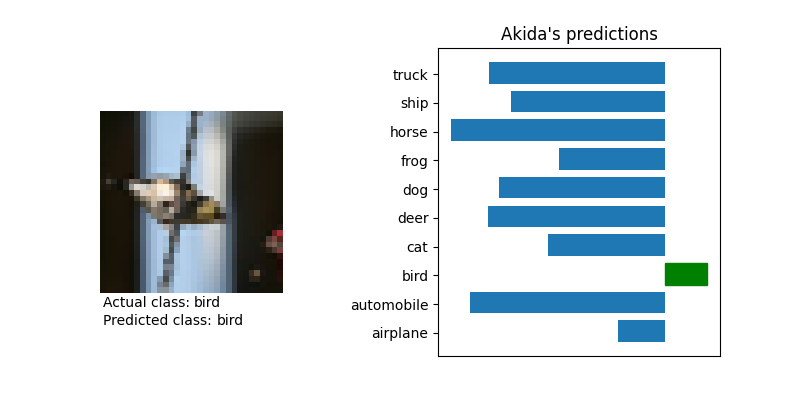 Akida's predictions
truck
ship
horse
frog
dog
deer
cat
bird
automobile
airplane
Actual class: bird
Predicted class: bird